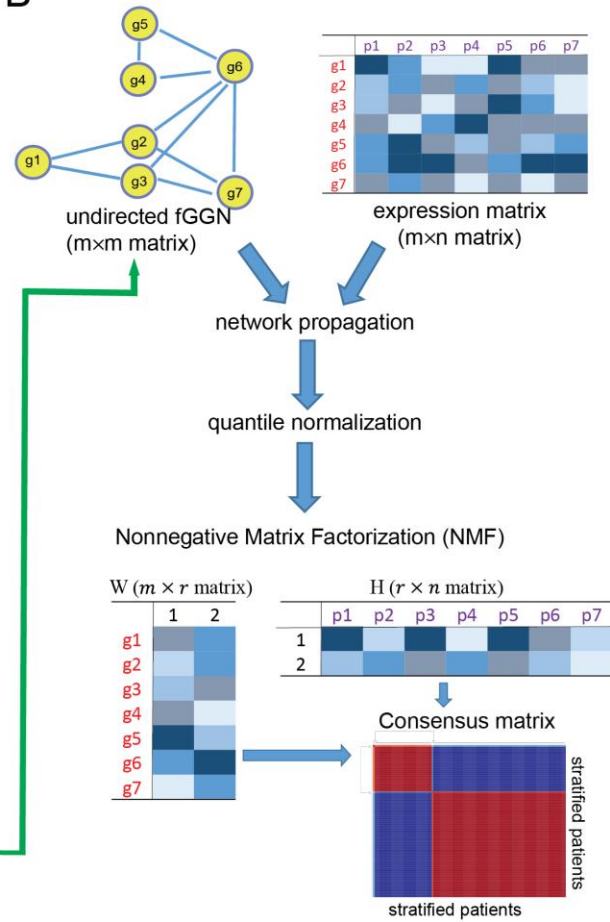 g5
g6
g4
g2
g1
g3
g7
undirected fGGN
(m×m matrix)
p1 p2 p3 p4 p5 p6 p7
g1
g2
g3
g4
g5
g6
g7
expression matrix
(m×n matrix)
network propagation
quantile normalization
Nonnegative Matrix Factorization (NMF)
W (m × r matrix)
1 2
g1
g2
g3
g4
g5
g6
g7
H (r × n matrix)
p1 p2 p3 p4 p5 p6 p7
1
2
Consensus matrix
stratified patients
stratified patients